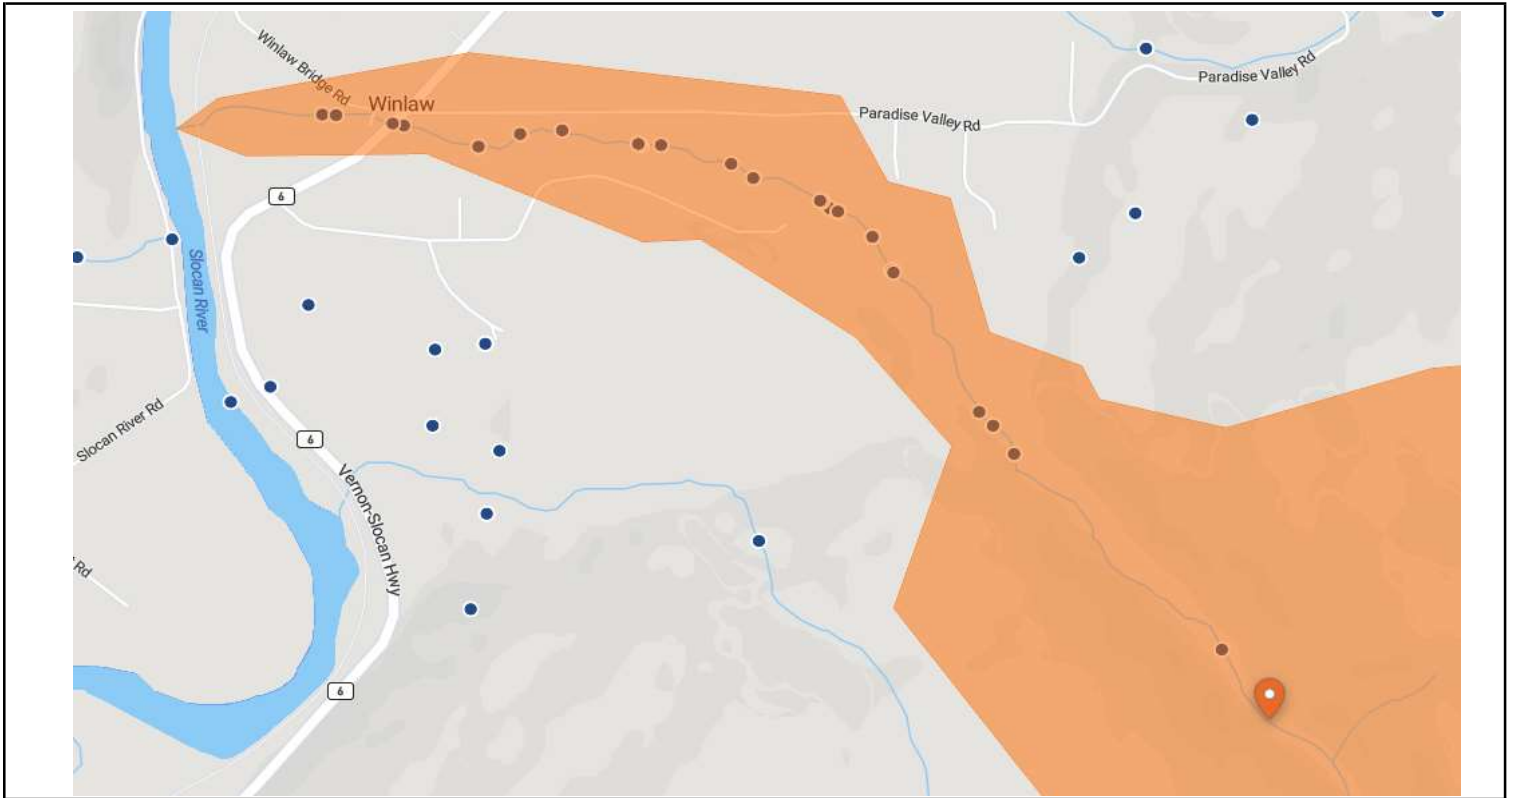 Winlaw Bridge Rd
Winlaw
Paradise Valley Rd
Paradise Valley Rd
6
Slocan River
Slocan River Rd
6
Vernon-Slocan Hwy
Rd
6